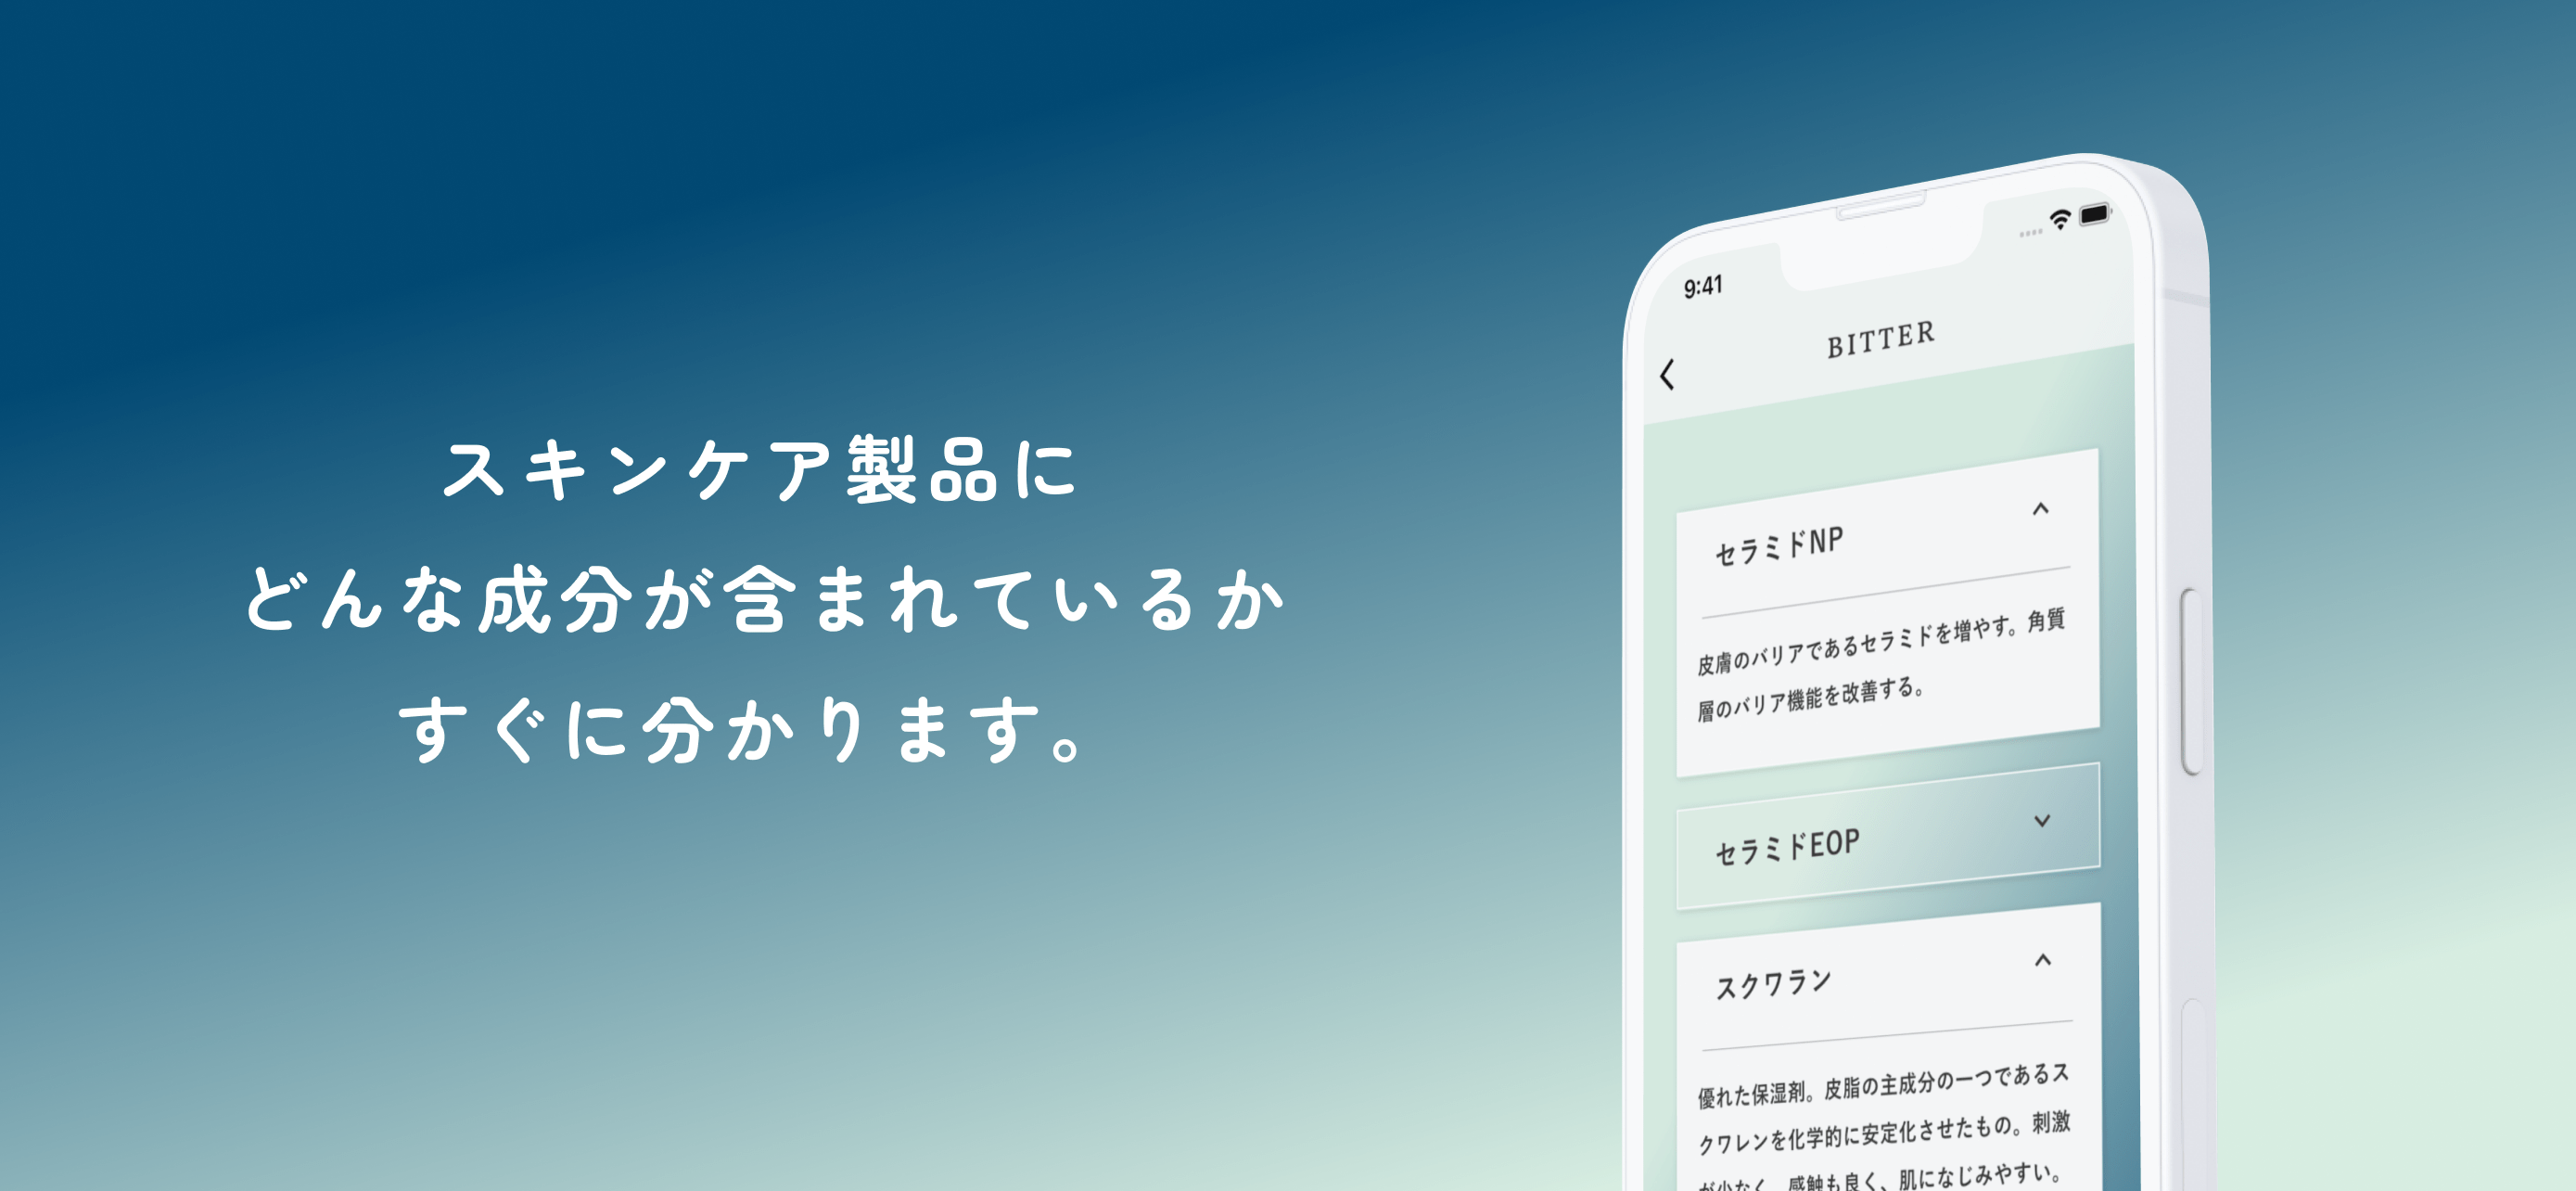 スキンケア製品に
どんな成分が含まれているか
すぐに分かります。
9:41
BITTER
セラミドNP
皮膚のバリアであるセラミドを増やす。角質
層のバリア機能を改善する。
セラミドEOP
スクワラン
優れた保湿剤。皮脂の主成分の一つであるス
クワレンを化学的に安定化させたもの。刺激
が少なく、感触も良く、肌になじみやすい。